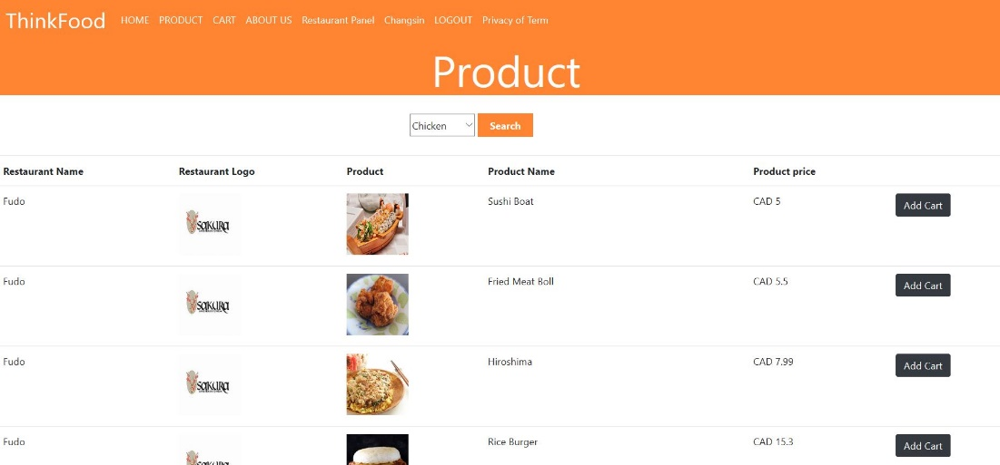 ThinkFood HOME PRODUCT CART ABOUT US Restaurant Panel Changsin LOGOUT Privacy of Term
Product
Chicken Search
Restaurant Name Restaurant Logo Product Product Name Product price
Fudo sakura Sushi Boat CAD 5 Add Cart
Fudo sakura Fried Meat Boll CAD 5.5 Add Cart
Fudo sakura Hiroshima CAD 7.99 Add Cart
Fudo sakura Rice Burger CAD 15.3 Add Cart